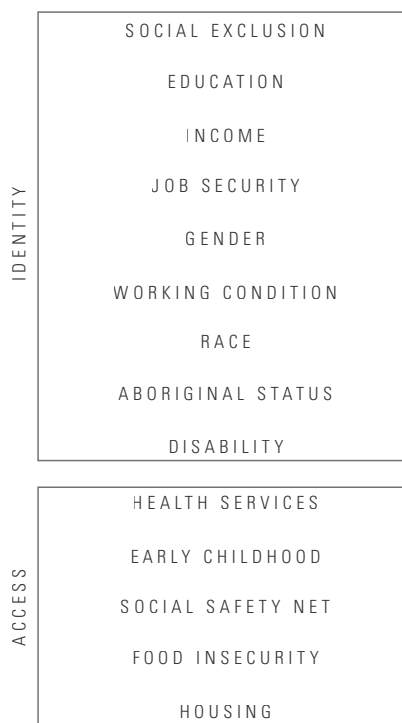 IDENTITY
SOCIAL EXCLUSION
EDUCATION
INCOME
JOB SECURITY
GENDER
WORKING CONDITION
RACE
ABORIGINAL STATUS
DISABILITY
ACCESS
HEALTH SERVICES
EARLY CHILDHOOD
SOCIAL SAFETY NET
FOOD INSECURITY
HOUSING